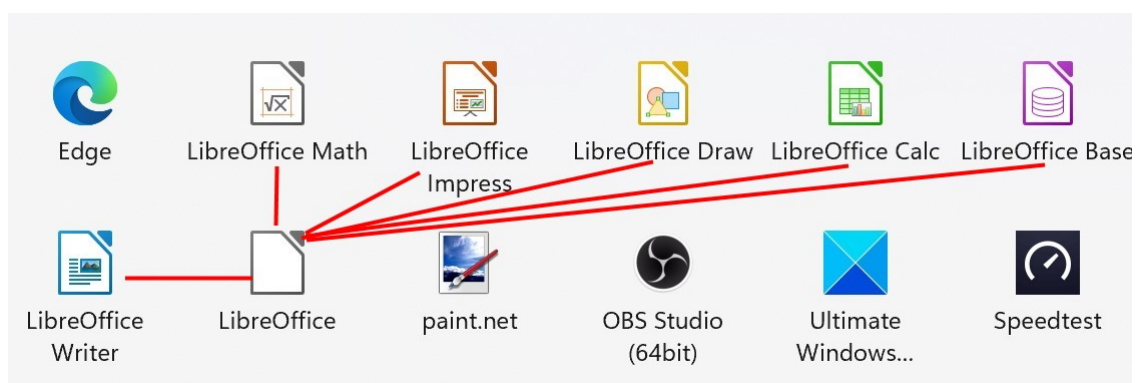 Edge
LibreOffice Math
LibreOffice
Impress
LibreOffice Draw
LibreOffice Calc
LibreOffice Base
LibreOffice
Writer
LibreOffice
paint.net
OBS Studio
(64bit)
Ultimate
Windows...
Speedtest